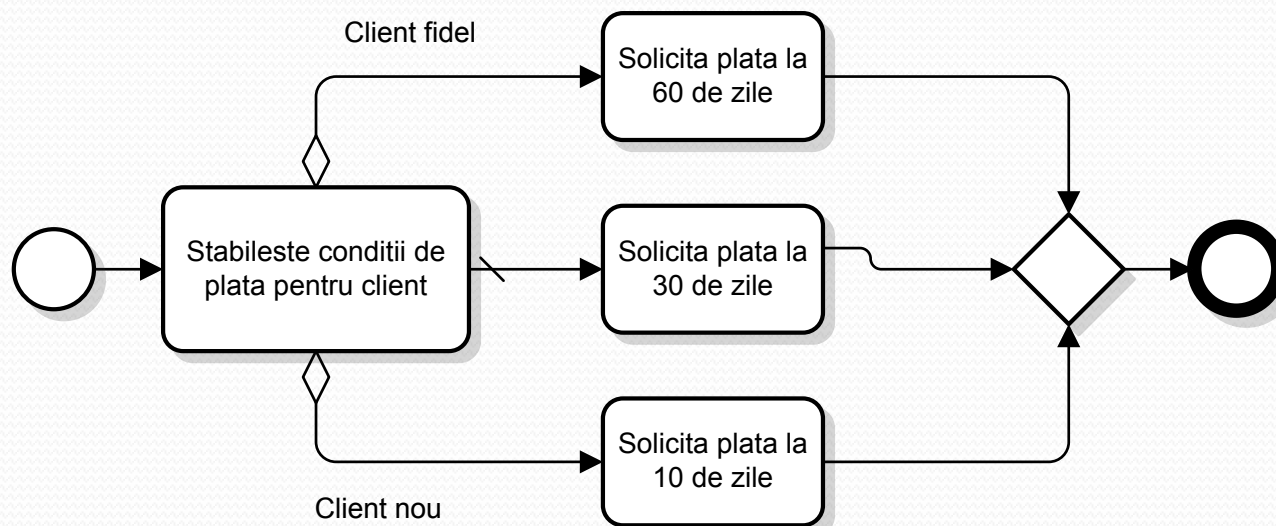 Client fidel
Solicita plata la
60 de zile
Stabileste conditii de
plata pentru client
Solicita plata la
30 de zile
Solicita plata la
10 de zile
Client nou